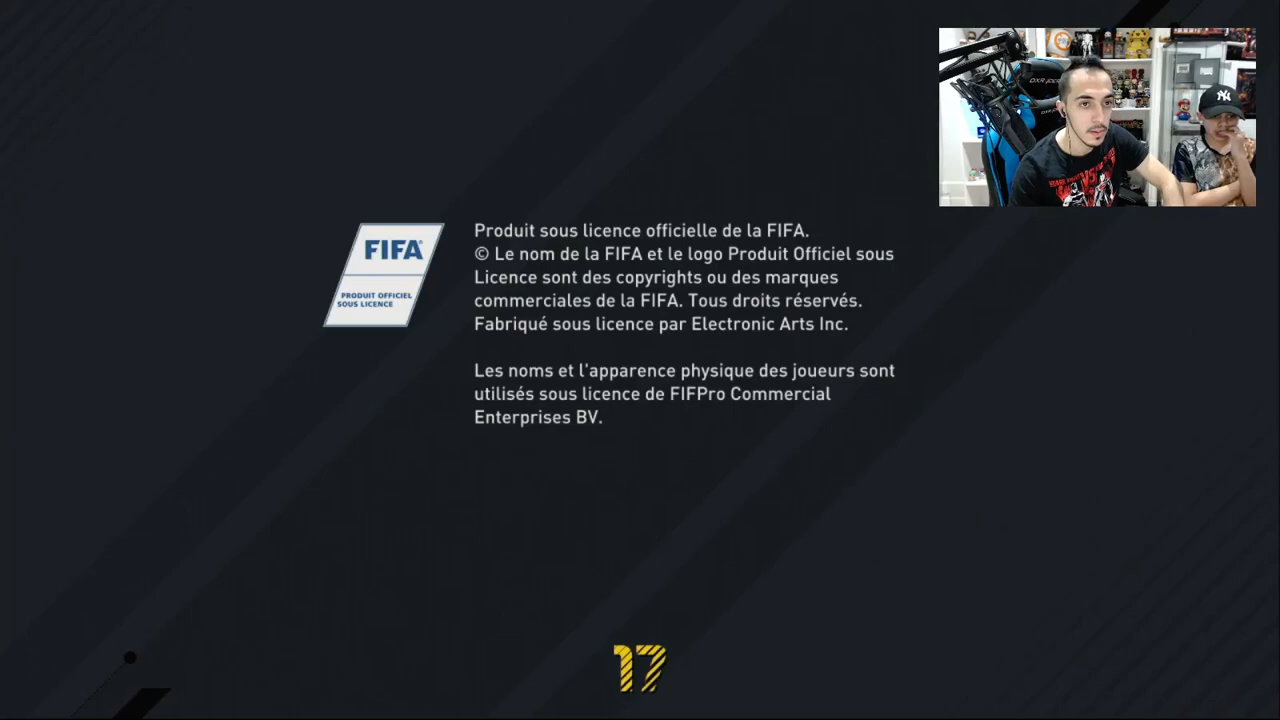 FIFA
PRODUIT OFFICIEL
SOUS LICENCE
Produit sous licence officielle de la FIFA.
© Le nom de la FIFA et le logo Produit Officiel sous
Licence sont des copyrights ou des marques
commerciales de la FIFA. Tous droits réservés.
Fabriqué sous licence par Electronic Arts Inc.
Les noms et l'apparence physique des joueurs sont
utilisés sous licence de FIFPro Commercial
Enterprises BV.
17